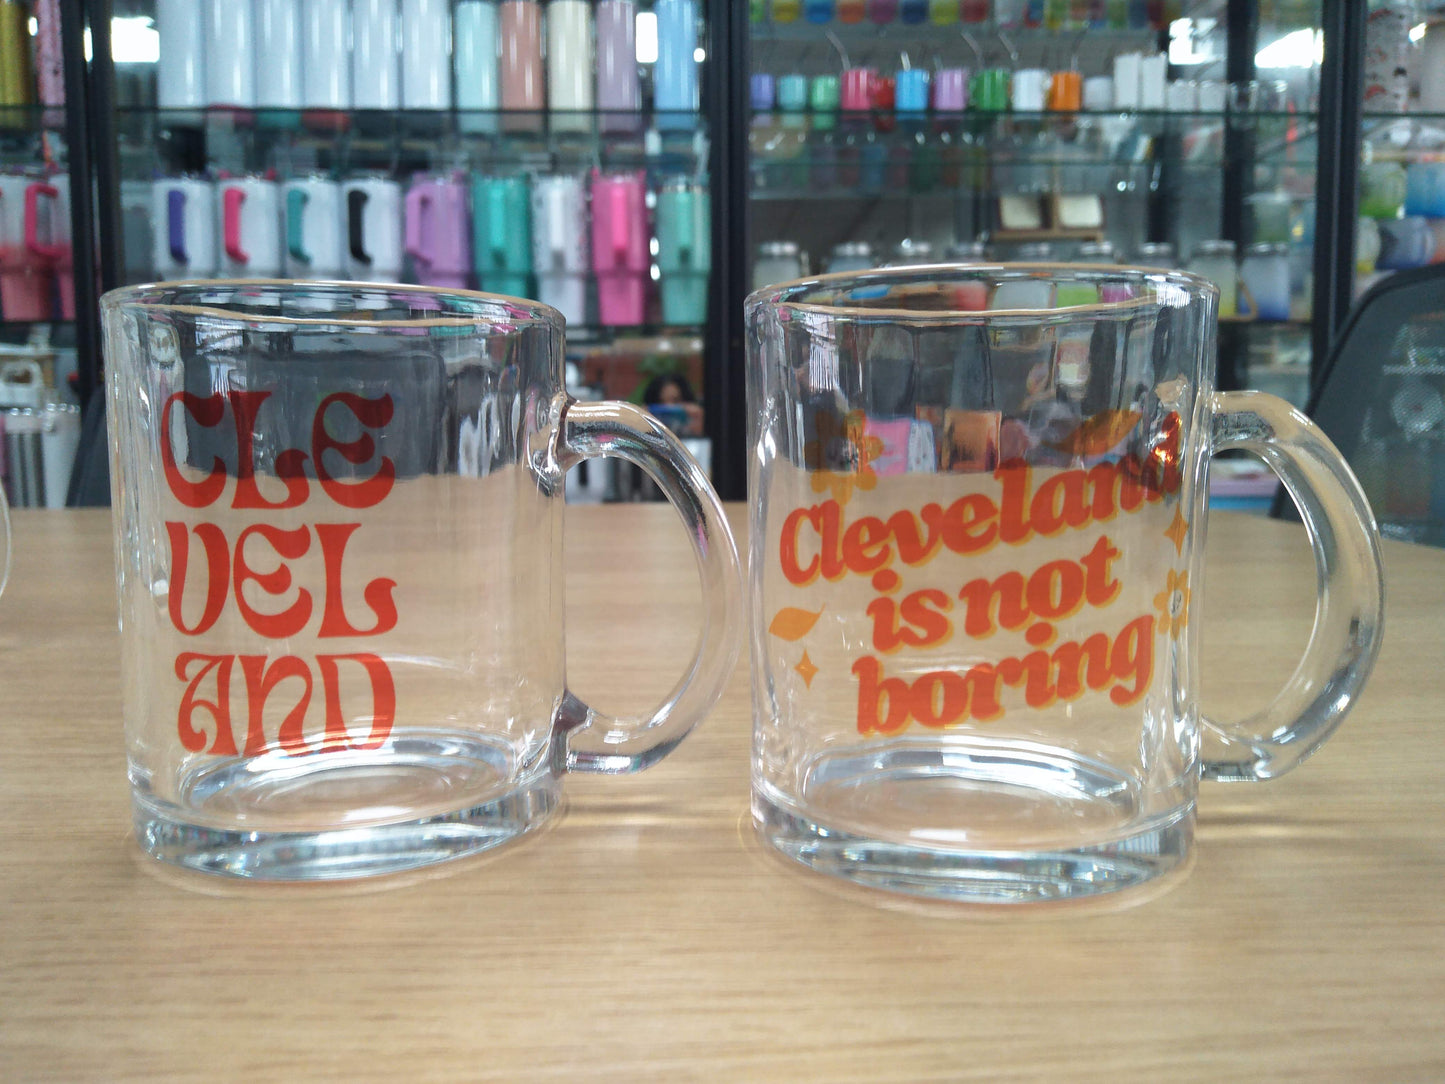 CLE
VEL
AND
Cleveland
is not
boring